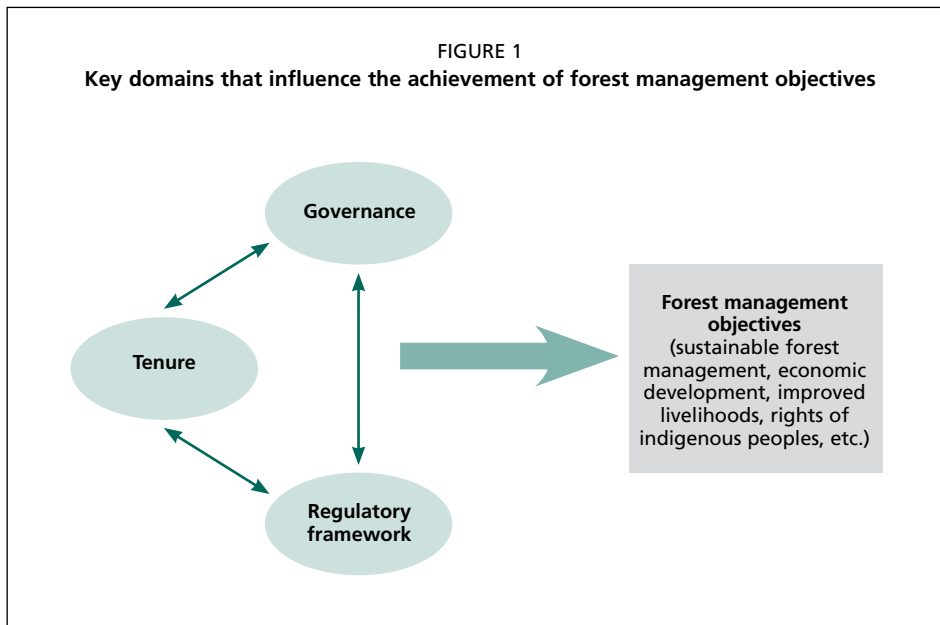 FIGURE 1
Key domains that influence the achievement of forest management objectives
Governance
Tenure
Regulatory
framework
Forest management
objectives
(sustainable forest
management, economic
development, improved
livelihoods, rights of
indigenous peoples, etc.)